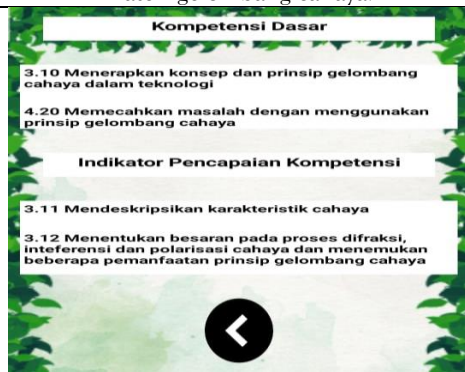 Kompetensi Dasar
3.10 Menerapkan konsep dan prinsip gelombang
cahaya dalam teknologi
4.20 Memecahkan masalah dengan menggunakan
prinsip gelombang cahaya
Indikator Pencapaian Kompetensi
3.11 Mendeskripsikan karakteristik cahaya
3.12 Menentukan besaran pada proses difraksi,
inteferensi dan polarisasi cahaya dan menemukan
beberapa pemanfaatan prinsip gelombang cahaya